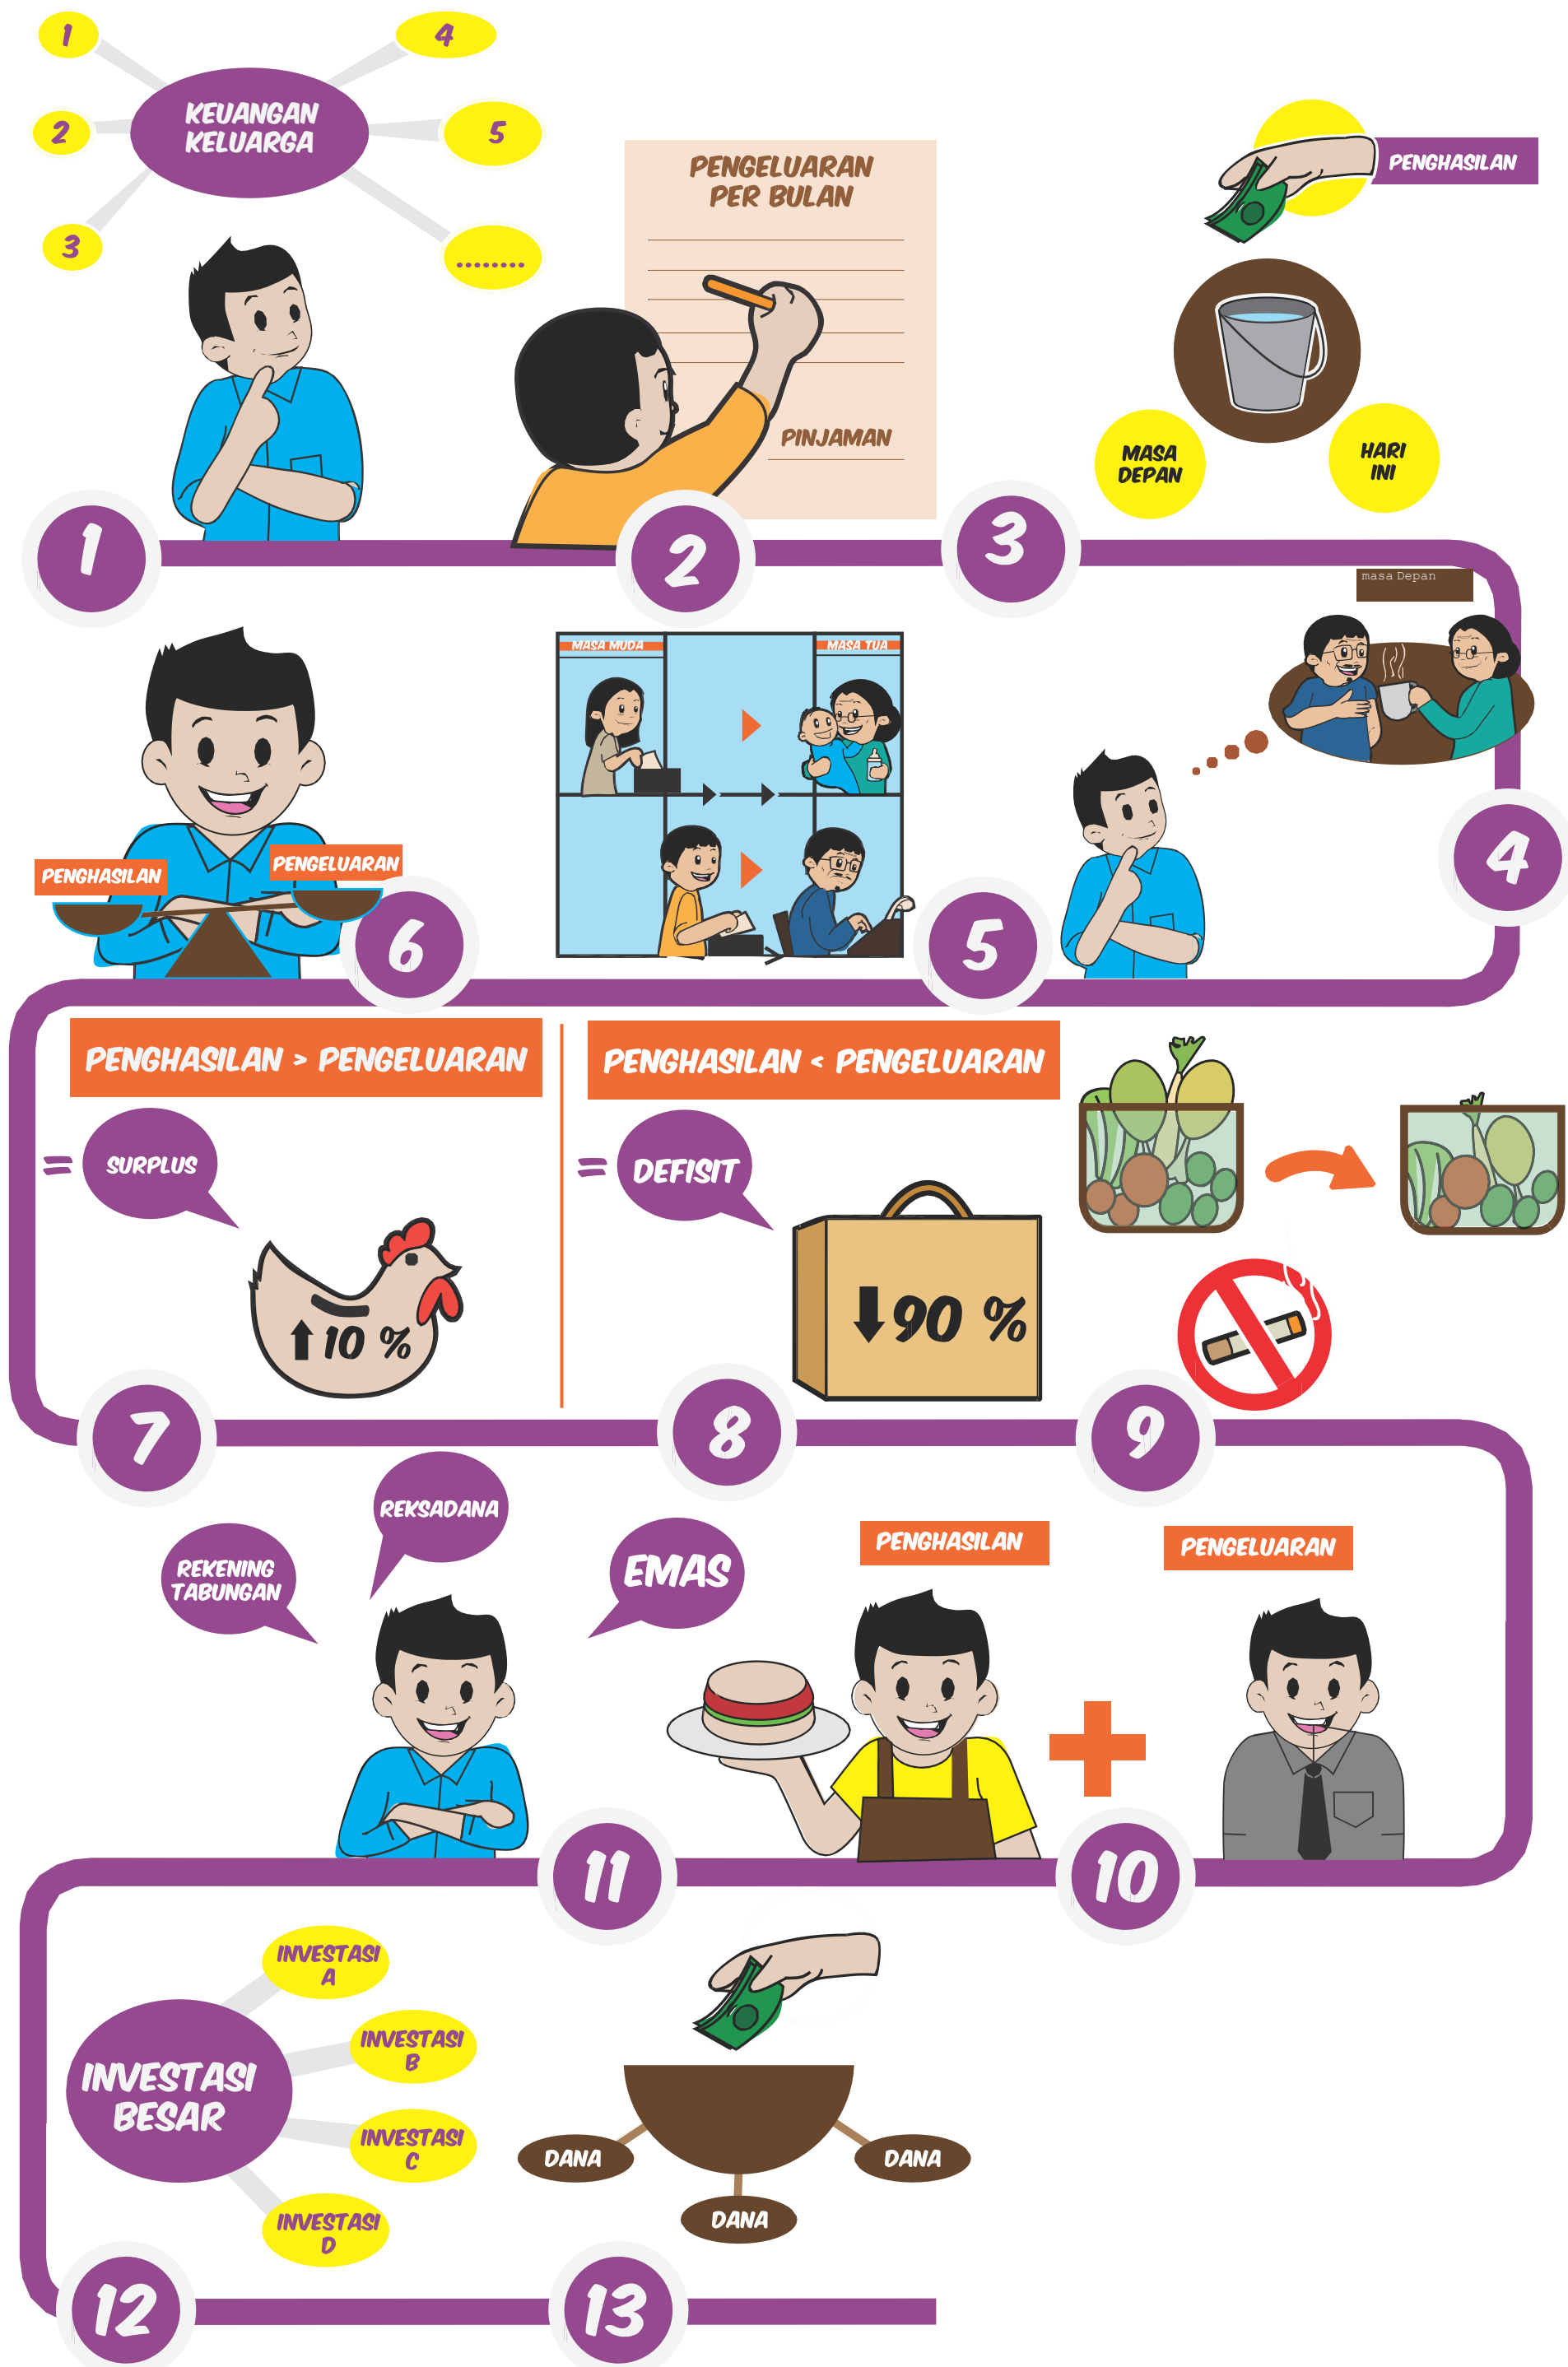 1
4
KEUANGAN
KELUARGA
2
5
3
........
PENGELUARAN
PER BULAN
PINJAMAN
PENGHASILAN
MASA
DEPAN
HARI
INI
1
2
3
masa Depan
4
MASA MUDA
MASA TUA
5
PENGHASILAN
PENGELUARAN
6
PENGHASILAN > PENGELUARAN
= SURPLUS
↑ 10 %
7
PENGHASILAN < PENGELUARAN
= DEFISIT
↓ 90 %
8
9
PENGHASILAN
PENGELUARAN
+
10
REKENING
TABUNGAN
REKSADANA
EMAS
11
INVESTASI
BESAR
INVESTASI
A
INVESTASI
B
INVESTASI
C
INVESTASI
D
12
DANA
DANA
DANA
13